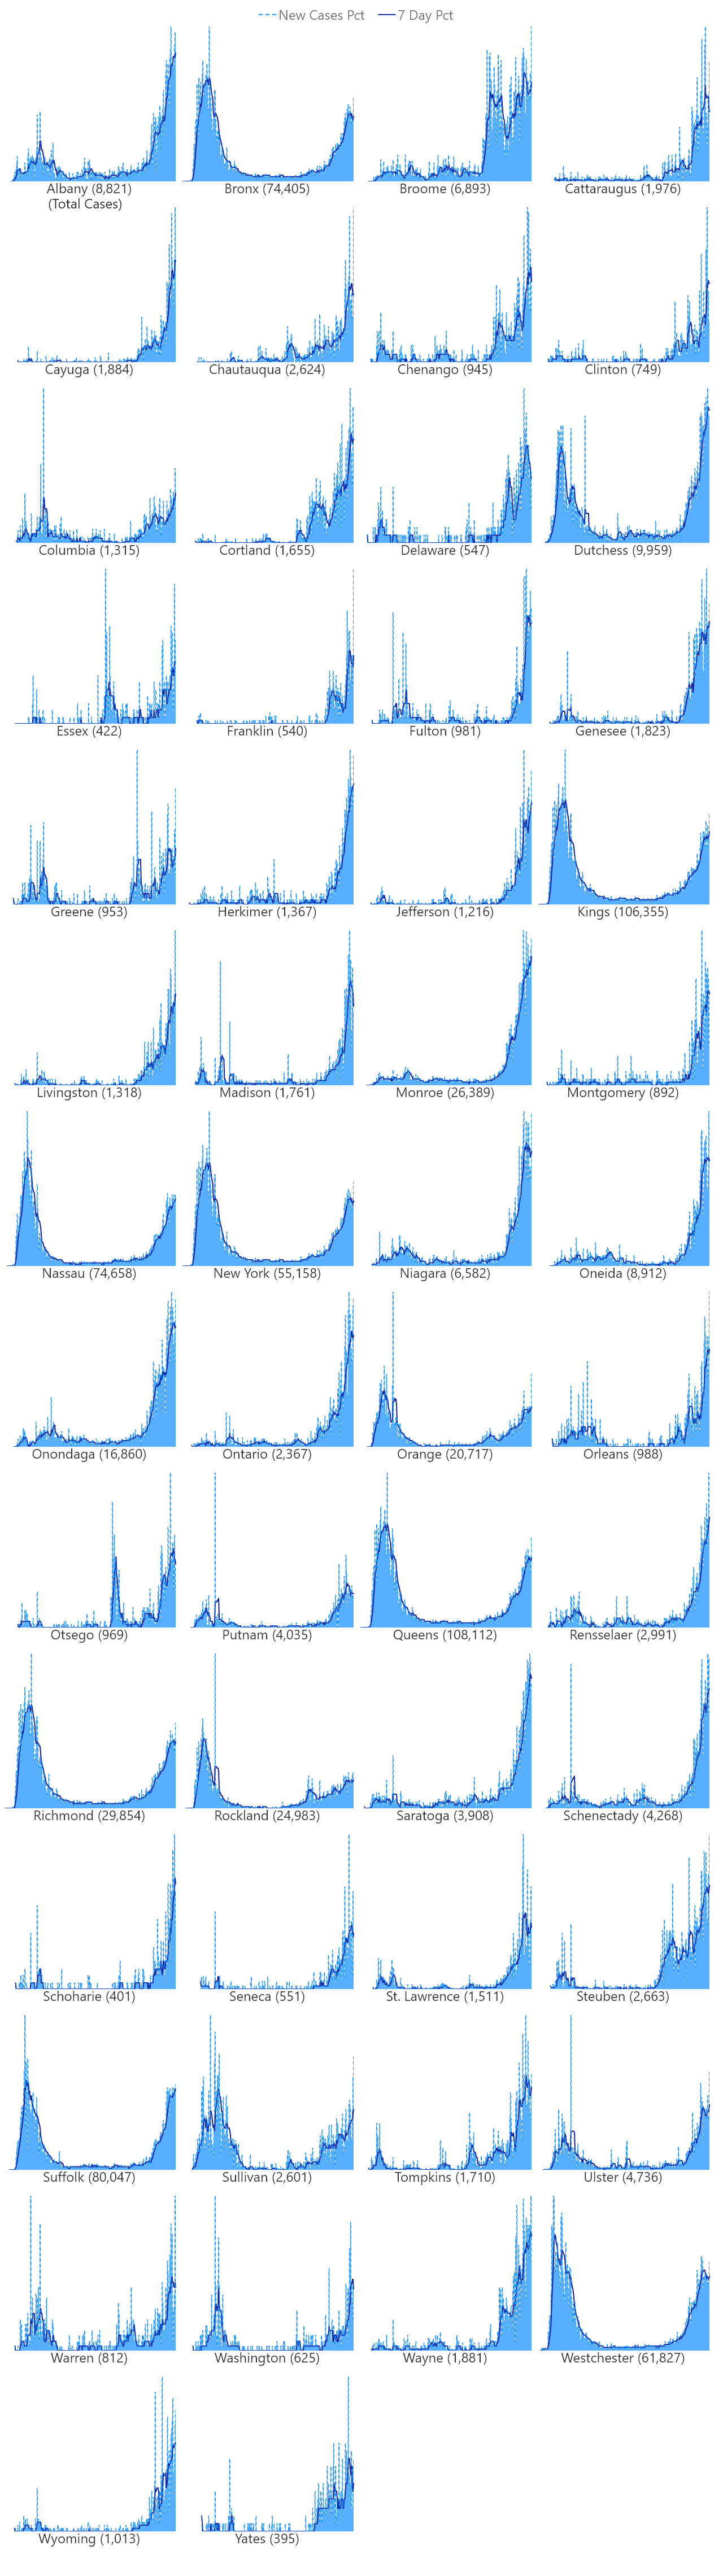 New Cases Pct 7 Day Pct
Albany (8,821) Bronx (74,405) Broome (6,893) Cattaraugus (1,976)
(Total Cases)
Cayuga (1,884) Chautauqua (2,624) Chenango (945) Clinton (749)
Columbia (1,315) Cortland (1,655) Delaware (547) Dutchess (9,959)
Essex (422) Franklin (540) Fulton (981) Genesee (1,823)
Greene (953) Herkimer (1,367) Jefferson (1,216) Kings (106,355)
Livingston (1,318) Madison (1,761) Monroe (26,389) Montgomery (892)
Nassau (74,658) New York (55,158) Niagara (6,582) Oneida (8,912)
Onondaga (16,860) Ontario (2,367) Orange (20,717) Orleans (988)
Otsego (969) Putnam (4,035) Queens (108,112) Rensselaer (2,991)
Richmond (29,854) Rockland (24,983) Saratoga (3,908) Schenectady (4,268)
Schoharie (401) Seneca (551) St. Lawrence (1,511) Steuben (2,663)
Suffolk (80,047) Sullivan (2,601) Tompkins (1,710) Ulster (4,736)
Warren (812) Washington (625) Wayne (1,881) Westchester (61,827)
Wyoming (1,013) Yates (395)